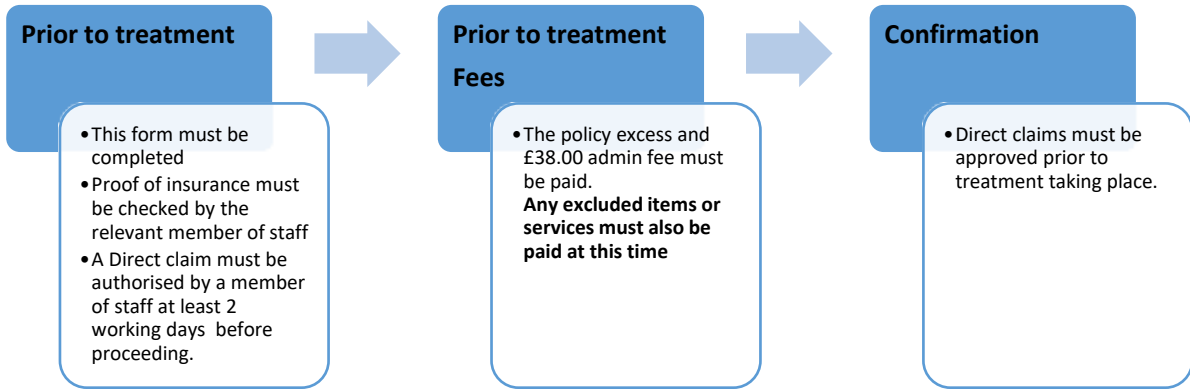 Prior to treatment
•This form must be
completed
•Proof of insurance must
be checked by the
relevant member of staff
•A Direct claim must be
authorised by a member
of staff at least 2
working days  before
proceeding.
Prior to treatment
Fees
•The policy excess and
£38.00 admin fee must
be paid.
Any excluded items or
services must also be
paid at this time
Confirmation
•Direct claims must be
approved prior to
treatment taking place.